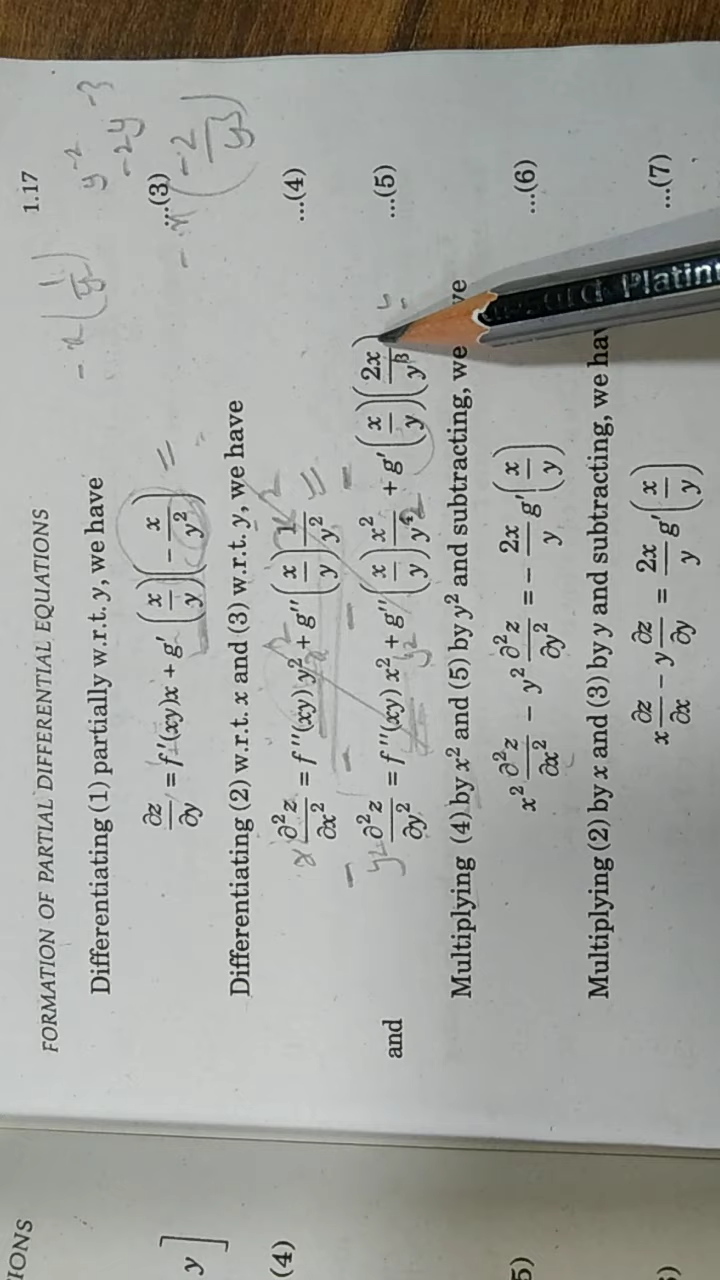 FORMATION OF PARTIAL DIFFERENTIAL EQUATIONS 1.17
Differentiating (1) partially w.r.t. y, we have
∂z/∂y = f'(xy)x + g'(x/y)(-x/y²) ...(3)
Differentiating (2) w.r.t. x and (3) w.r.t. y, we have
∂²z/∂x² = f''(xy) y² + g''(x/y) 1/y² ...(4)
and ∂²z/∂y² = f''(xy) x² + g''(x/y) x²/y⁴ + g'(x/y)(2x/y³) ...(5)
Multiplying (4) by x² and (5) by y² and subtracting, we
x² ∂²z/∂x² - y² ∂²z/∂y² = - 2x/y g'(x/y) ...(6)
Multiplying (2) by x and (3) by y and subtracting, we
x ∂z/∂x - y ∂z/∂y = 2x/y g'(x/y) ...(7)
y⁻²
-2y⁻³
Platin
IONS
y ]
(4)
5)